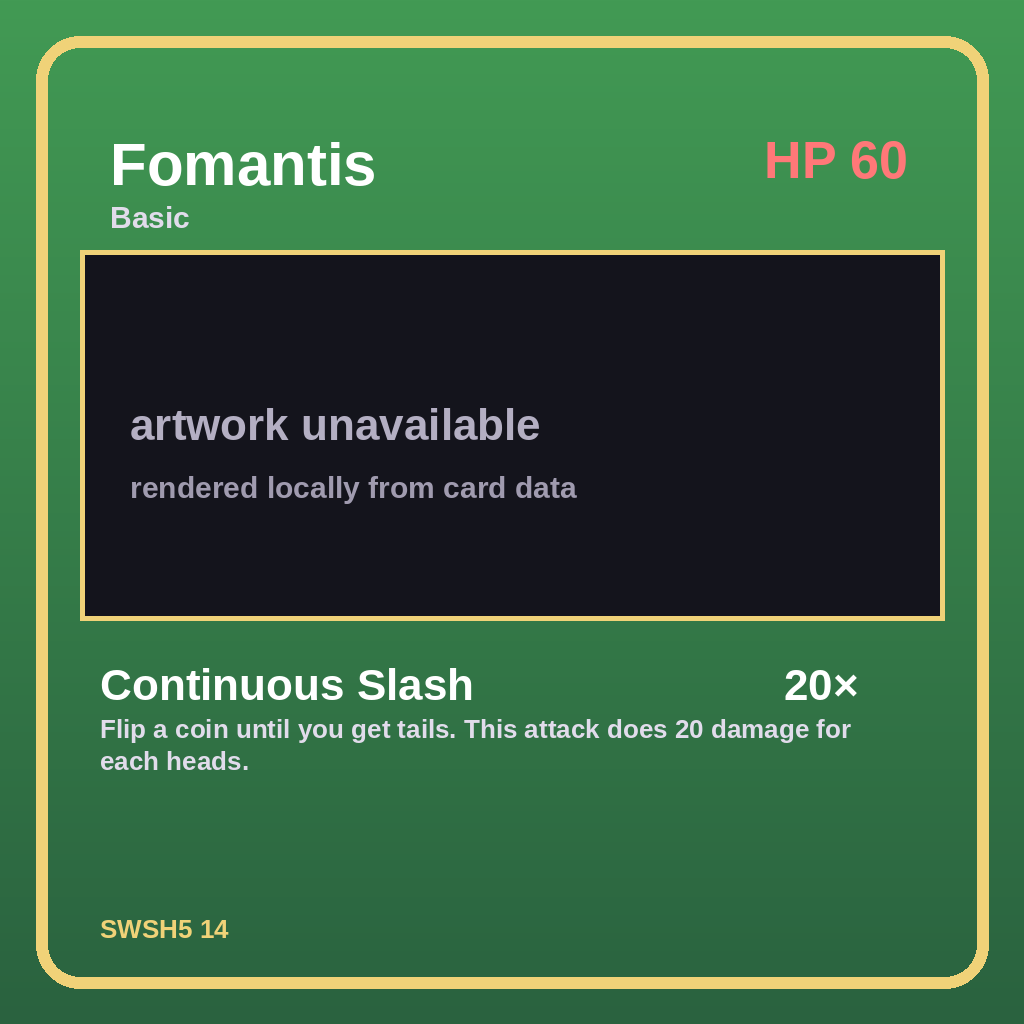 Fomantis
HP 60
Basic
artwork unavailable
rendered locally from card data
Continuous Slash
20×
Flip a coin until you get tails. This attack does 20 damage for
each heads.
SWSH5 14